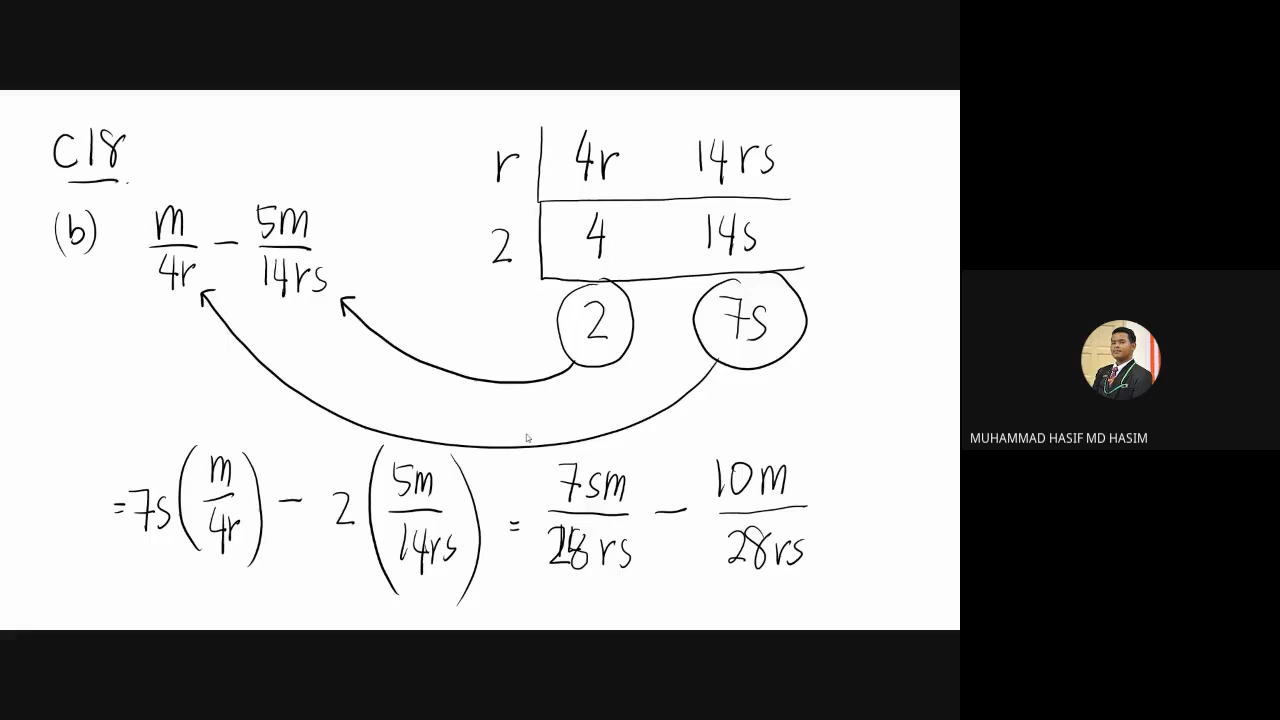 C18
(b) m/4r - 5m/14rs
r | 4r 14rs
2 | 4 14s
2 7s
= 7s(m/4r) - 2(5m/14rs) = 7sm/28rs - 10m/28rs
MUHAMMAD HASIF MD HASIM